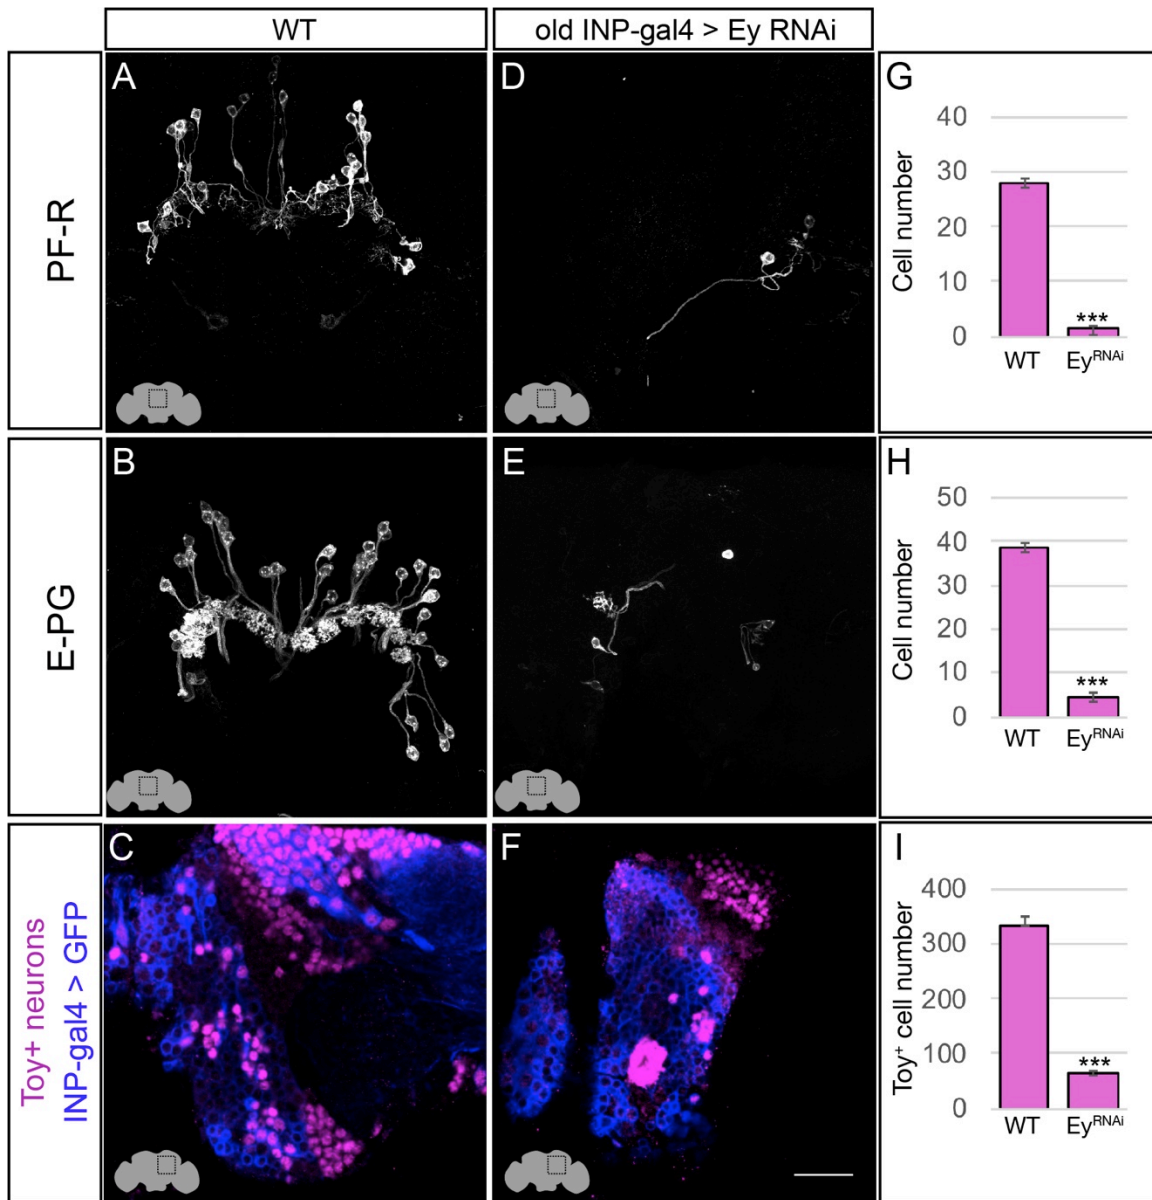 WT
old INP-gal4 > Ey RNAi
PF-R
A
D
G
40
30
20
10
0
Cell number
***
WT
Ey^RNAi
E-PG
B
E
H
50
40
30
20
10
0
Cell number
***
WT
Ey^RNAi
Toy+ neurons
INP-gal4 > GFP
C
F
I
400
300
200
100
0
Toy⁺ cell number
***
WT
Ey^RNAi